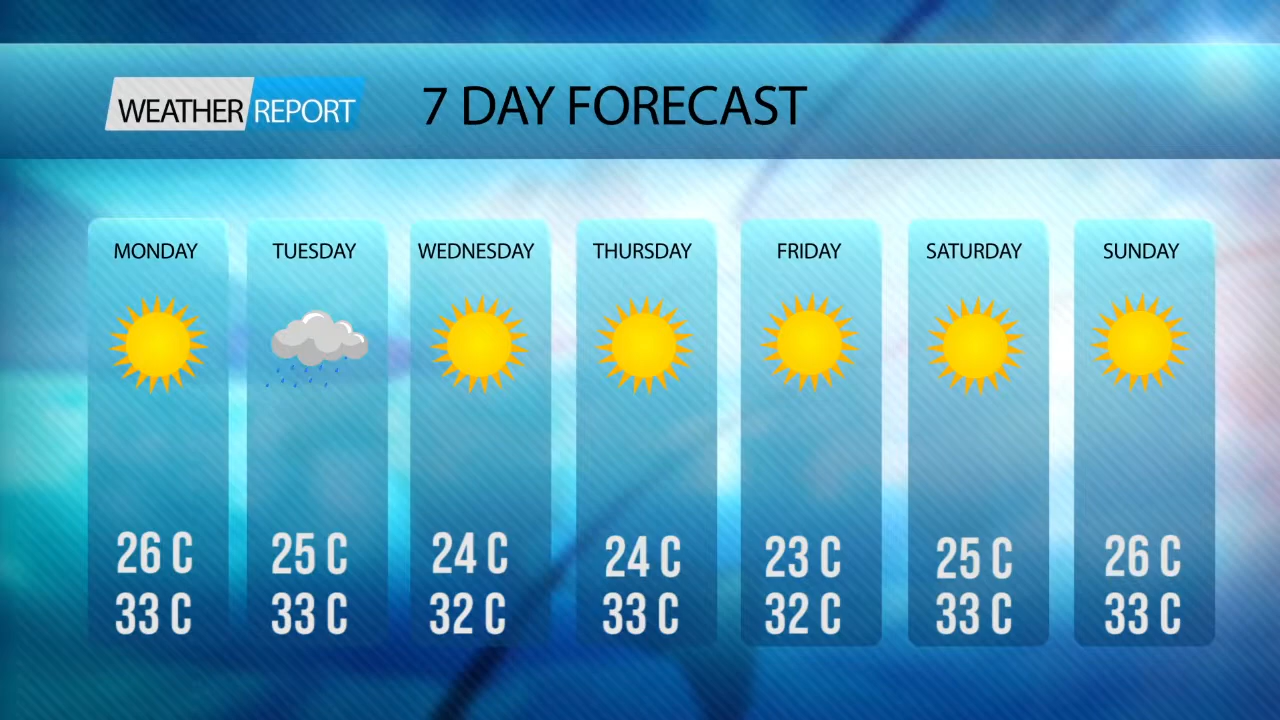 WEATHER REPORT
7 DAY FORECAST
MONDAY
26 C
33 C
TUESDAY
25 C
33 C
WEDNESDAY
24 C
32 C
THURSDAY
24 C
33 C
FRIDAY
23 C
32 C
SATURDAY
25 C
33 C
SUNDAY
26 C
33 C